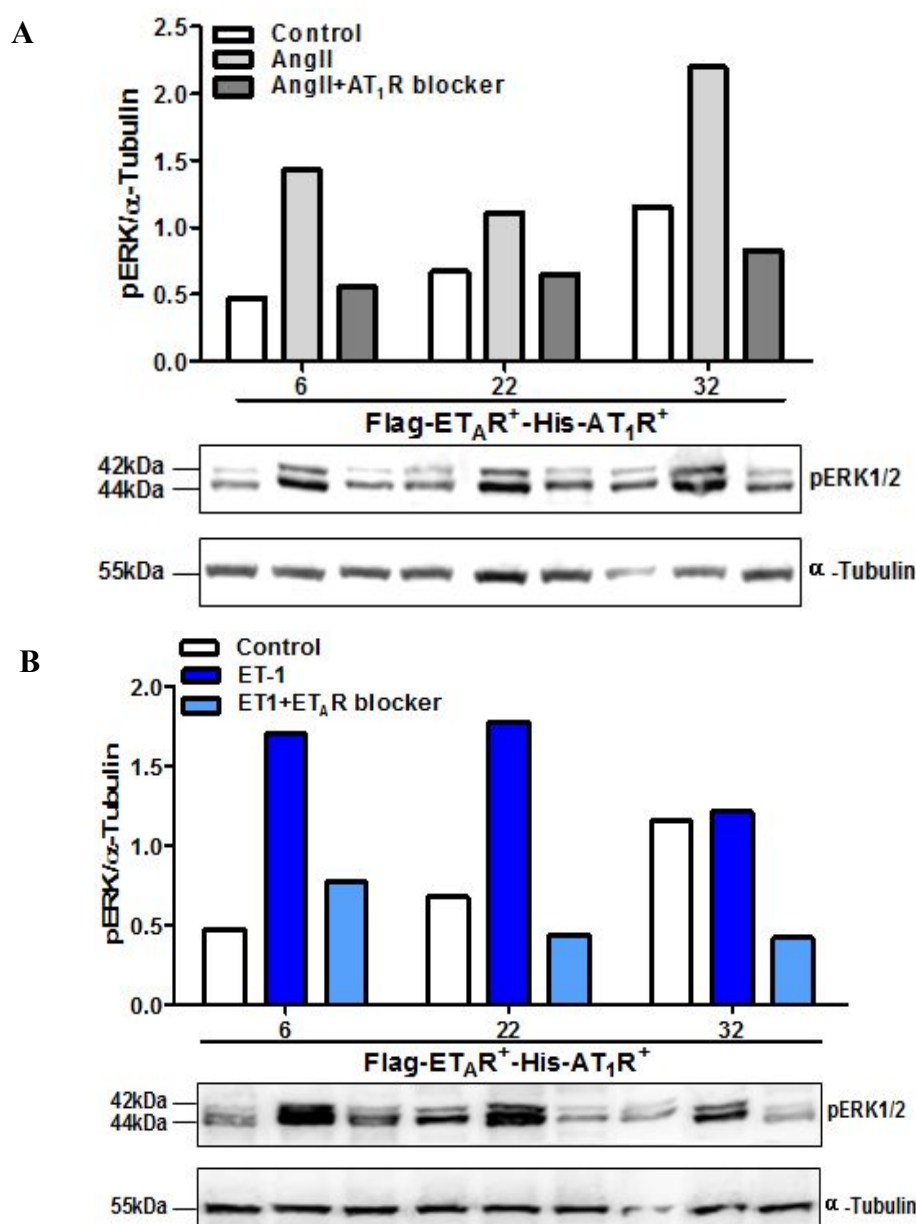 A
Control
AngII
AngII+AT₁R blocker
pERK/α-Tubulin
2.5
2.0
1.5
1.0
0.5
0.0
6 22 32
Flag-ETAR⁺-His-AT₁R⁺
42kDa
44kDa
pERK1/2
55kDa
α-Tubulin
B
Control
ET-1
ET1+ETAR blocker
pERK/α-Tubulin
2.0
1.5
1.0
0.5
0.0
6 22 32
Flag-ETAR⁺-His-AT₁R⁺
42kDa
44kDa
pERK1/2
55kDa
α-Tubulin